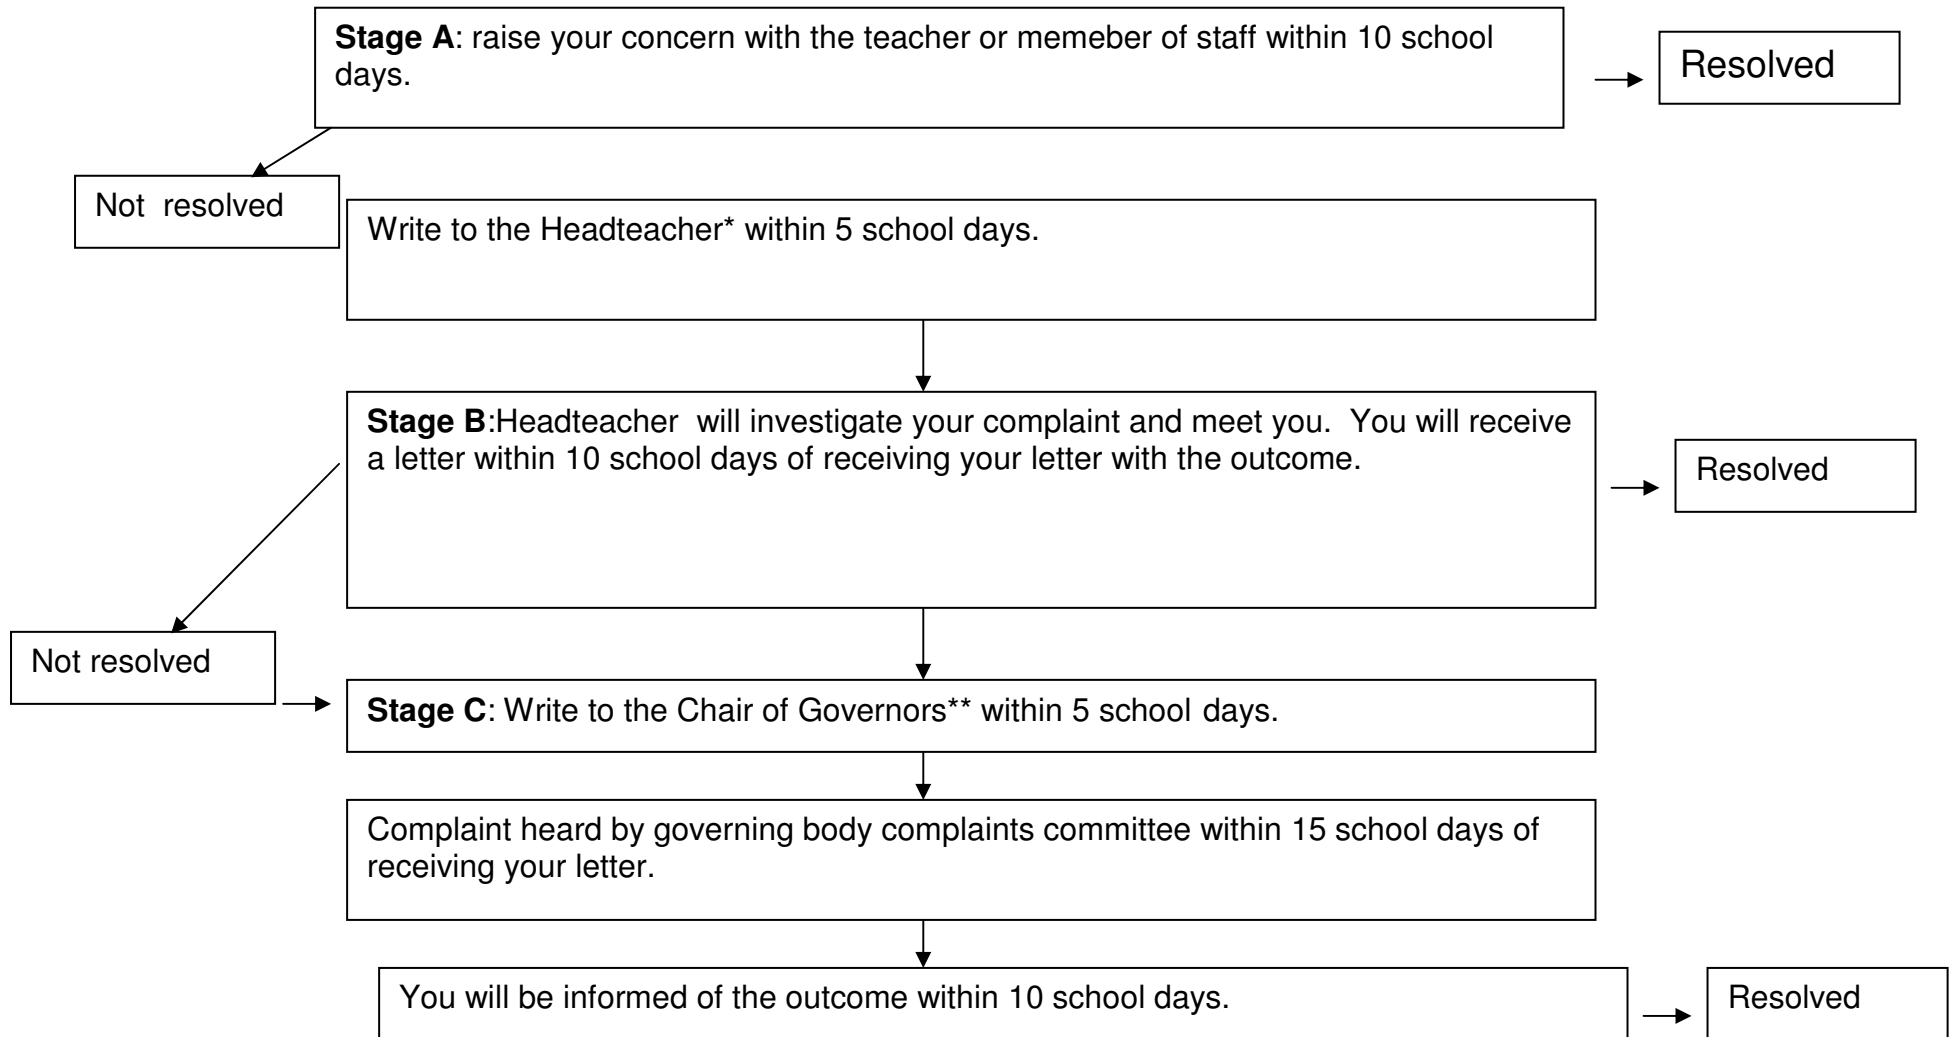 Stage A: raise your concern with the teacher or memeber of staff within 10 school
days.
Resolved
Not  resolved
Write to the Headteacher* within 5 school days.
Stage B:Headteacher  will investigate your complaint and meet you.  You will receive
a letter within 10 school days of receiving your letter with the outcome.
Resolved
Not resolved
Stage C: Write to the Chair of Governors** within 5 school days.
Complaint heard by governing body complaints committee within 15 school days of
receiving your letter.
You will be informed of the outcome within 10 school days.
Resolved